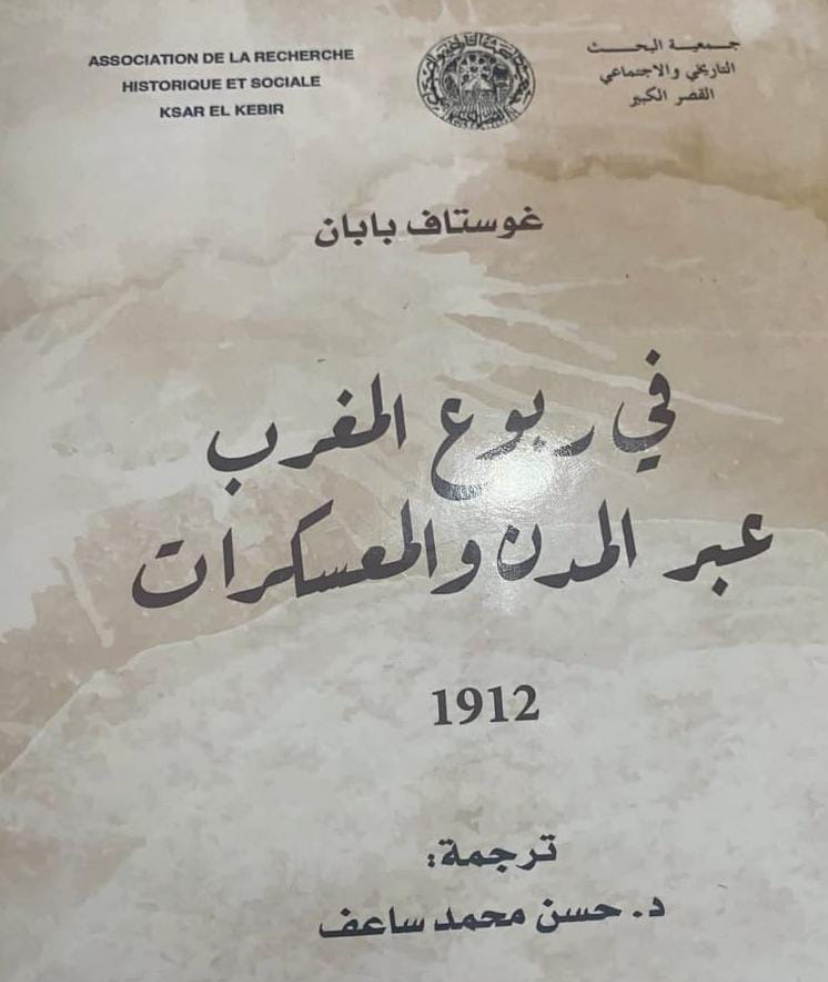 ASSOCIATION DE LA RECHERCHE
HISTORIQUE ET SOCIALE
KSAR EL KEBIR
جمعية البحث
التاريخي والاجتماعي
القصر الكبير
غوستاف بابان
في ربوع المغرب
عبر المدن والمعسكرات
1912
ترجمة:
د. حسن محمد ساعف